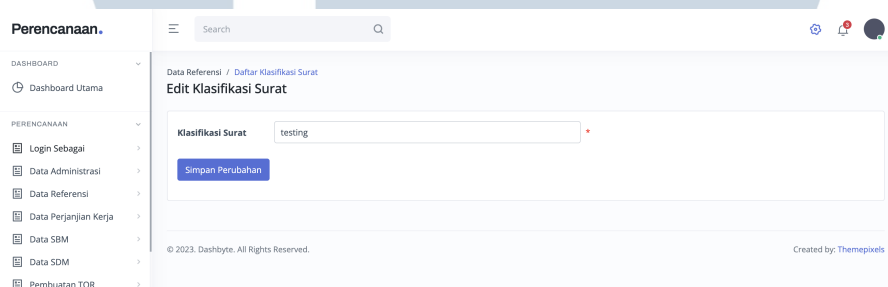 Perencanaan.
Search
3
DASHBOARD
Dashboard Utama
PERENCANAAN
Login Sebagai
Data Administrasi
Data Referensi
Data Perjanjian Kerja
Data SBM
Data SDM
Pembuatan TOR
Data Referensi / Daftar Klasifikasi Surat
Edit Klasifikasi Surat
Klasifikasi Surat testing *
Simpan Perubahan
© 2023. Dashbyte. All Rights Reserved. Created by: Themepixels